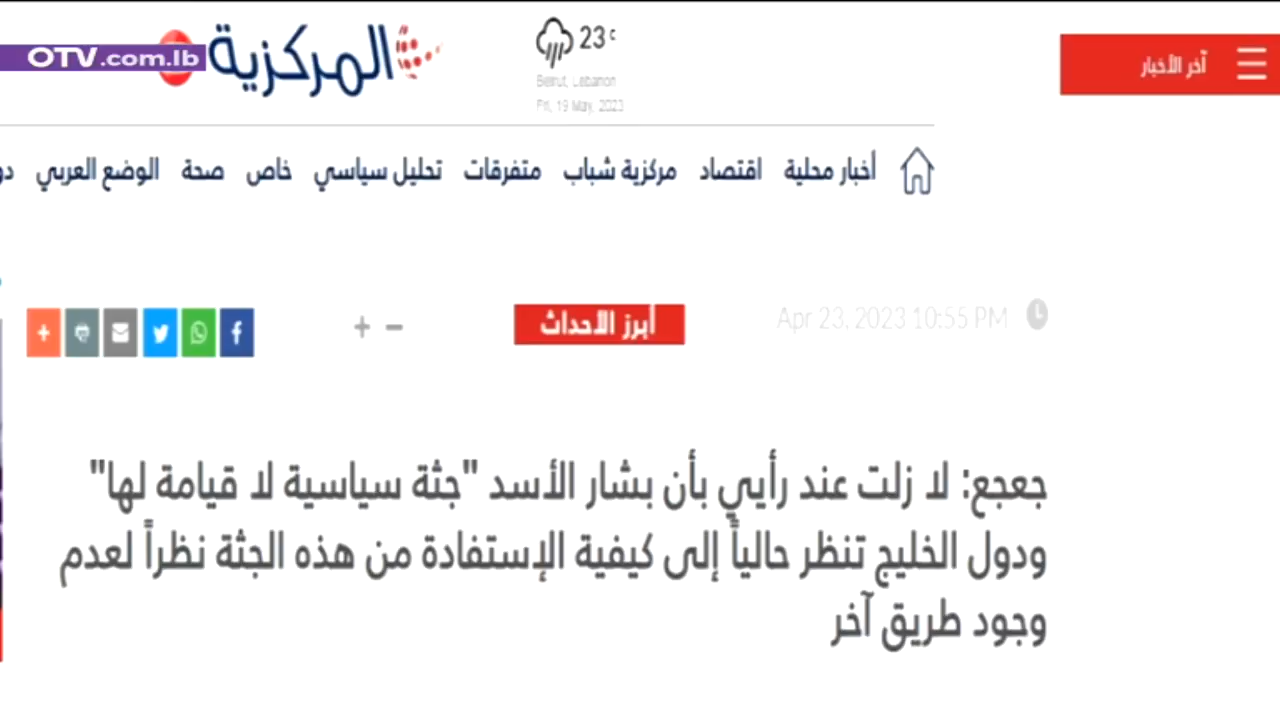 OTV.com.lb
المركزية
23 c
Beirut, Lebanon
Fri, 19 May, 2023
آخر الأخبار
أخبار محلية اقتصاد مركزية شباب متفرقات تحليل سياسي خاص صحة الوضع العربي
Apr 23, 2023 10:55 PM
أبرز الأحداث
+ −
جعجع: لا زلت عند رأيي بأن بشار الأسد "جثة سياسية لا قيامة لها"
ودول الخليج تنظر حالياً إلى كيفية الإستفادة من هذه الجثة نظراً لعدم
وجود طريق آخر